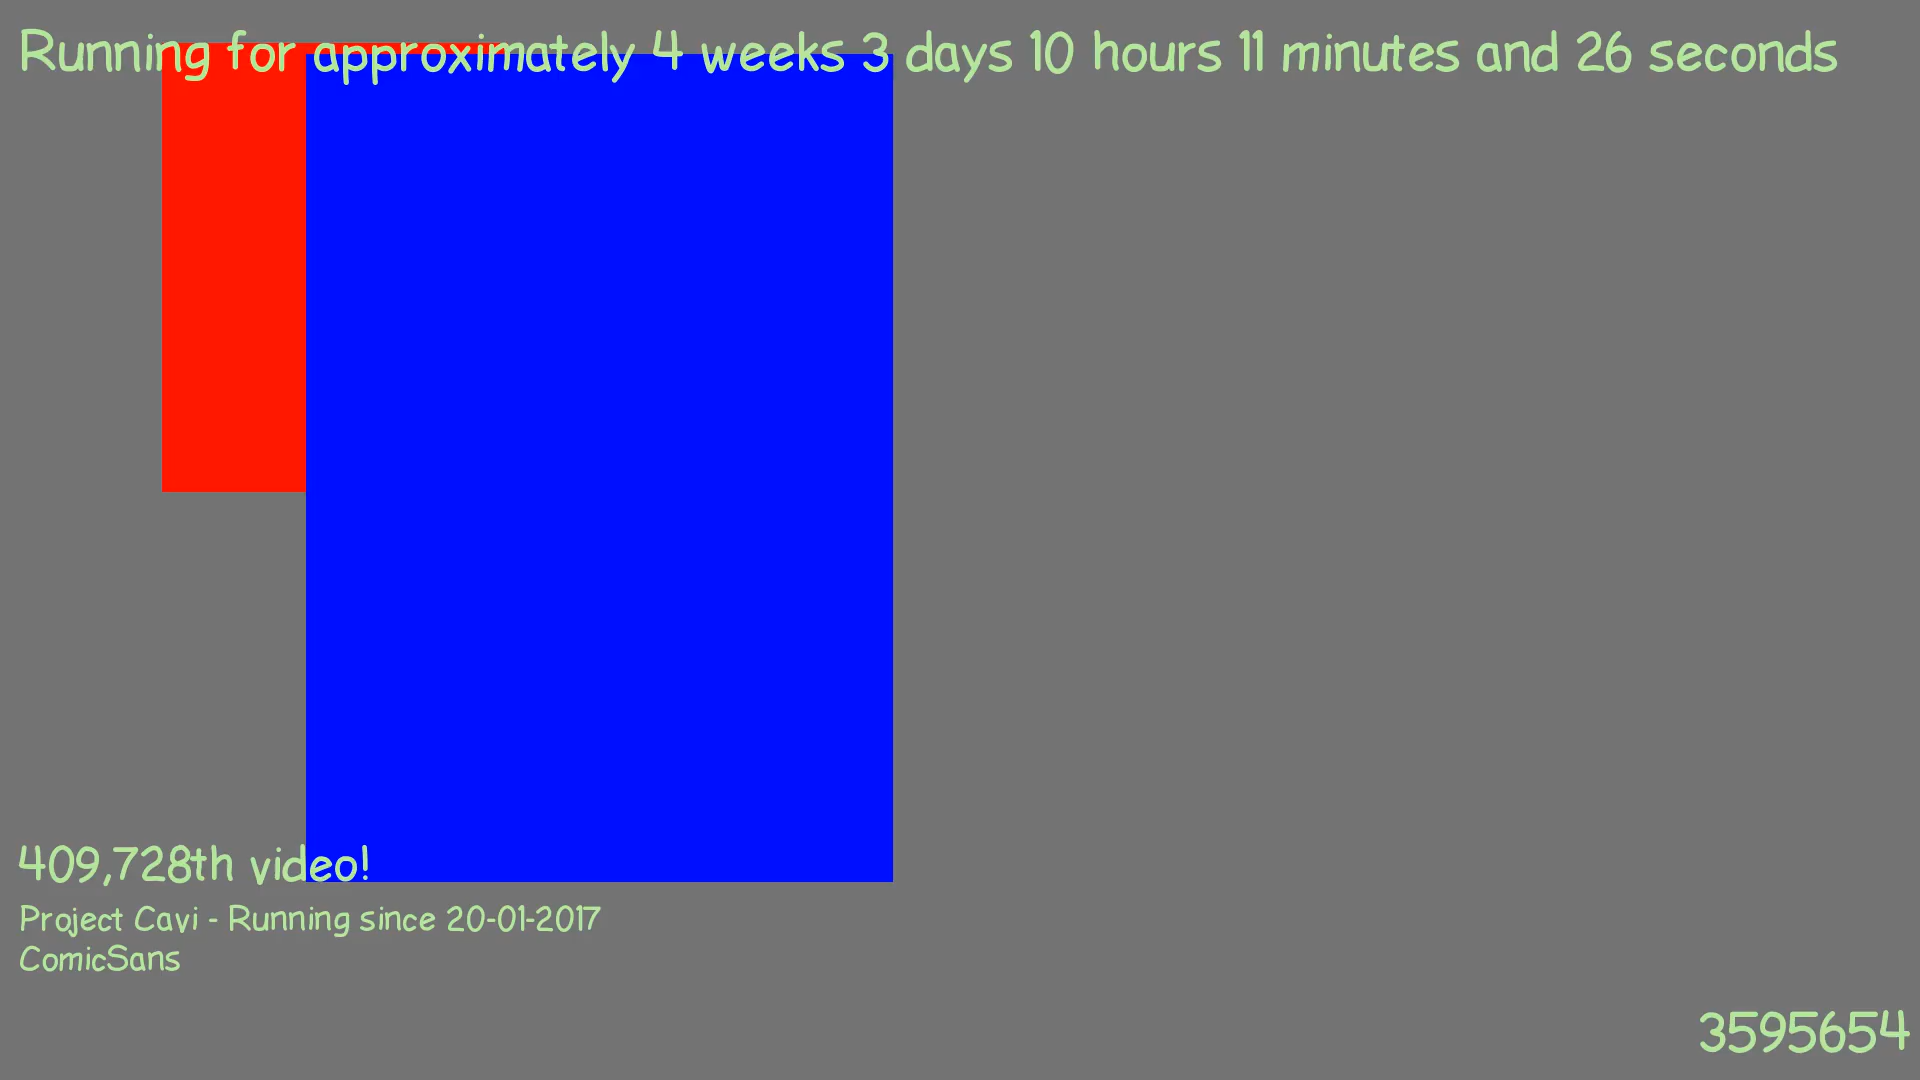 Running for approximately 4 weeks 3 days 10 hours 11 minutes and 26 seconds
409,728th video!
Project Cavi - Running since 20-01-2017
ComicSans
3595654